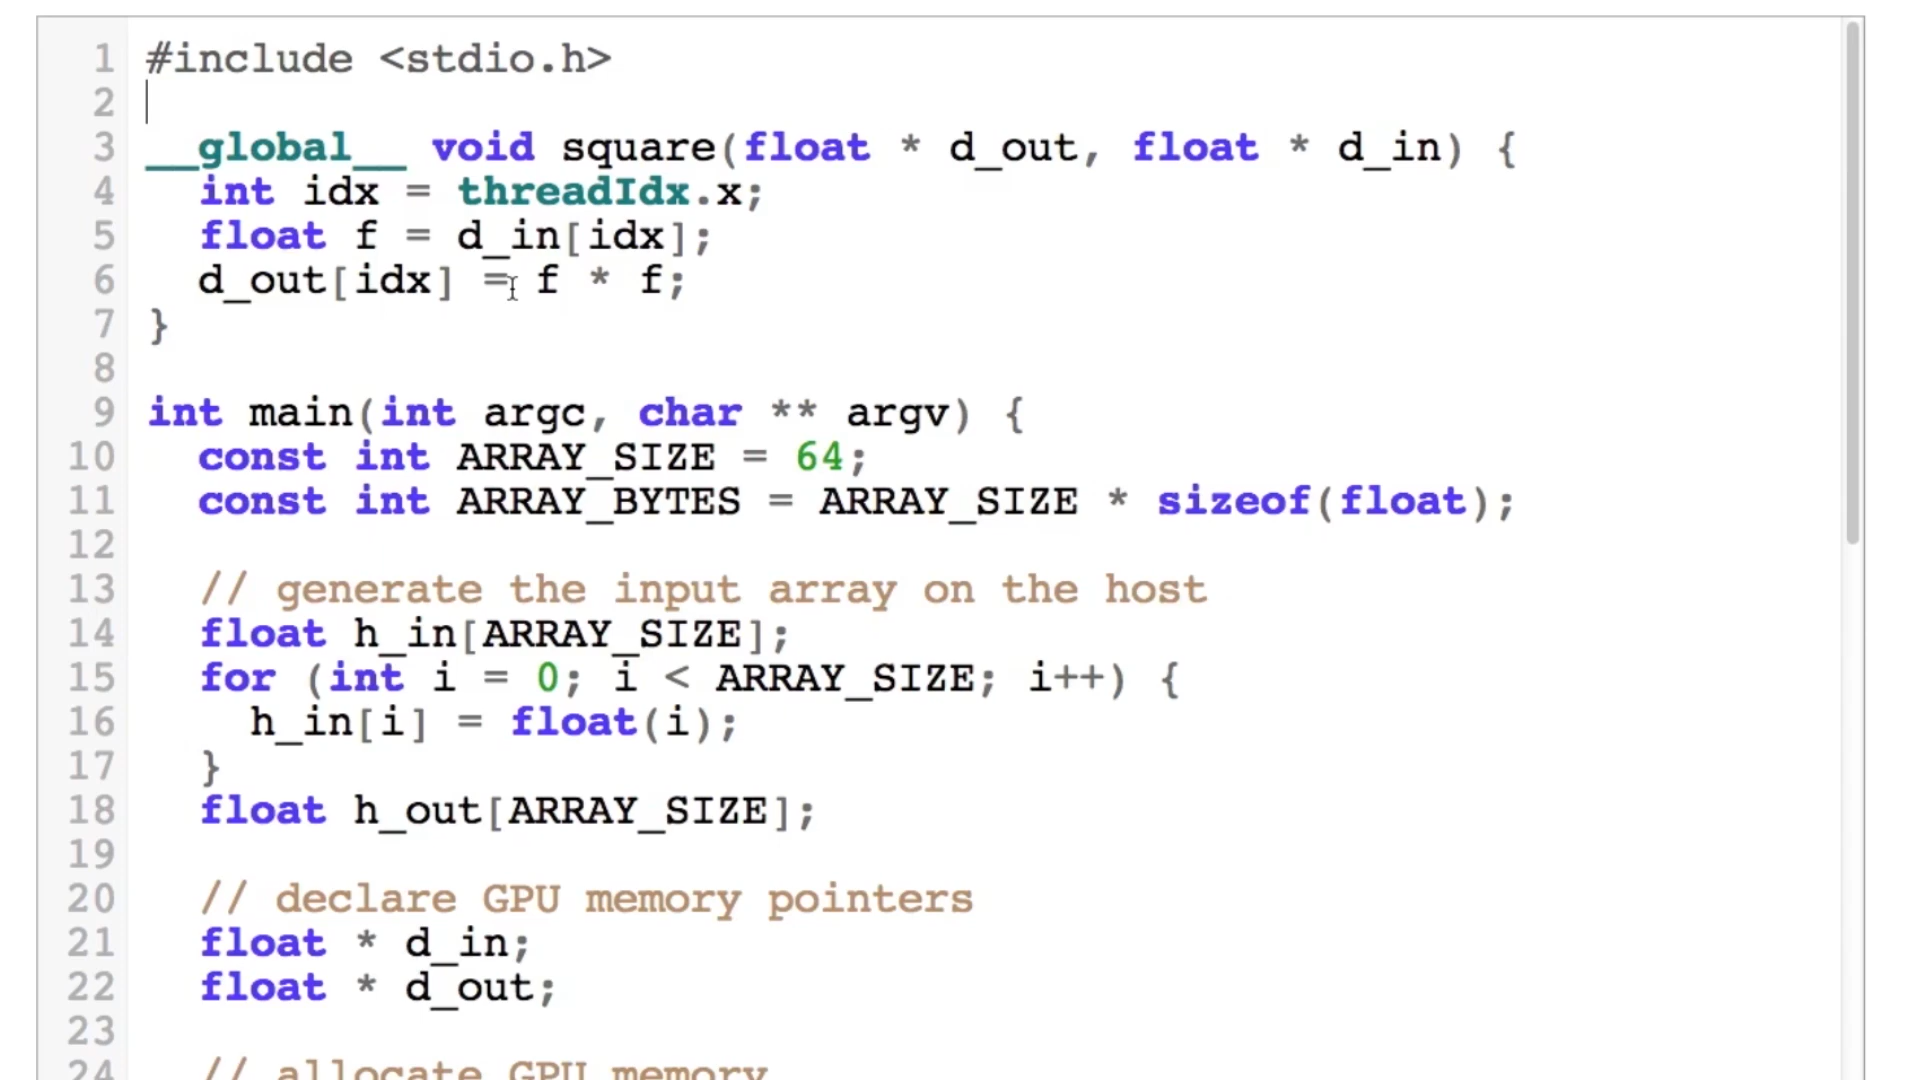 1 #include <stdio.h>
2
3 __global__ void square(float * d_out, float * d_in) {
4   int idx = threadIdx.x;
5   float f = d_in[idx];
6   d_out[idx] = f * f;
7 }
8
9 int main(int argc, char ** argv) {
10   const int ARRAY_SIZE = 64;
11   const int ARRAY_BYTES = ARRAY_SIZE * sizeof(float);
12
13   // generate the input array on the host
14   float h_in[ARRAY_SIZE];
15   for (int i = 0; i < ARRAY_SIZE; i++) {
16     h_in[i] = float(i);
17   }
18   float h_out[ARRAY_SIZE];
19
20   // declare GPU memory pointers
21   float * d_in;
22   float * d_out;
23
24   // allocate GPU memory